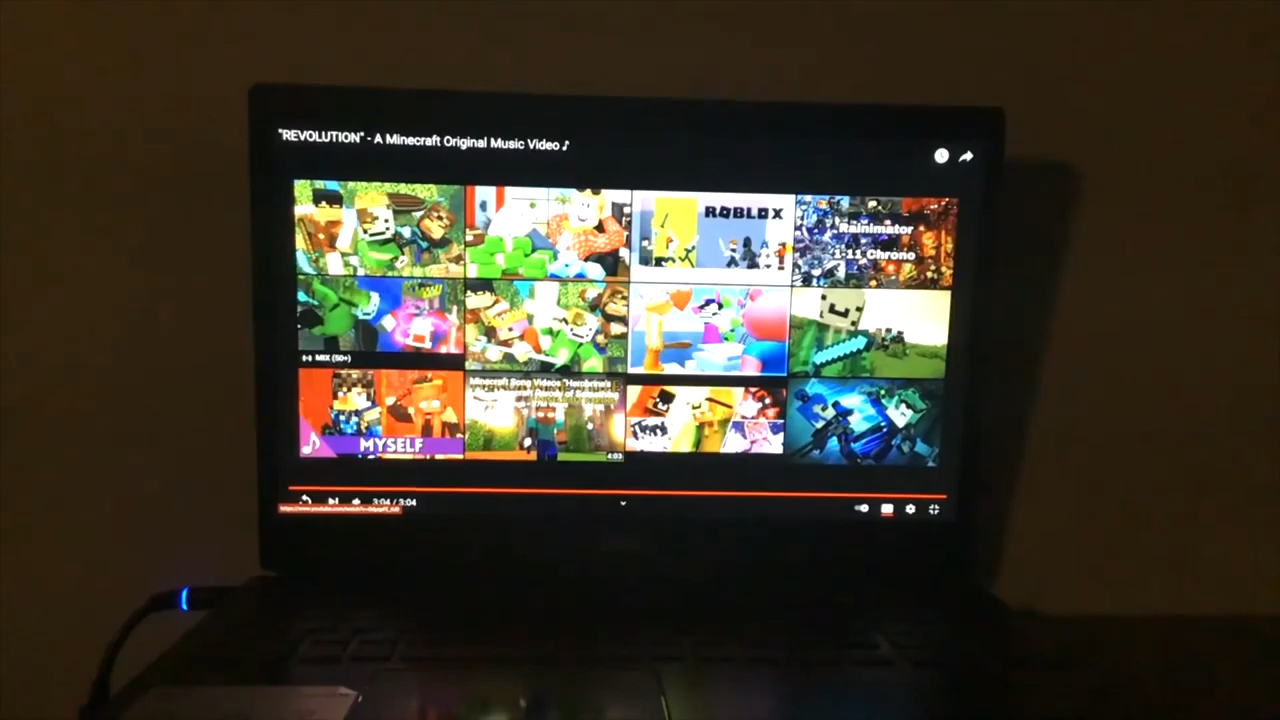 "REVOLUTION" - A Minecraft Original Music Video ♪
ROBLOX
Rainimator
1-11 Chrono
MIX (50+)
MYSELF
Minecraft Song Videos "Herobrine's
4:03
3:04 / 3:04